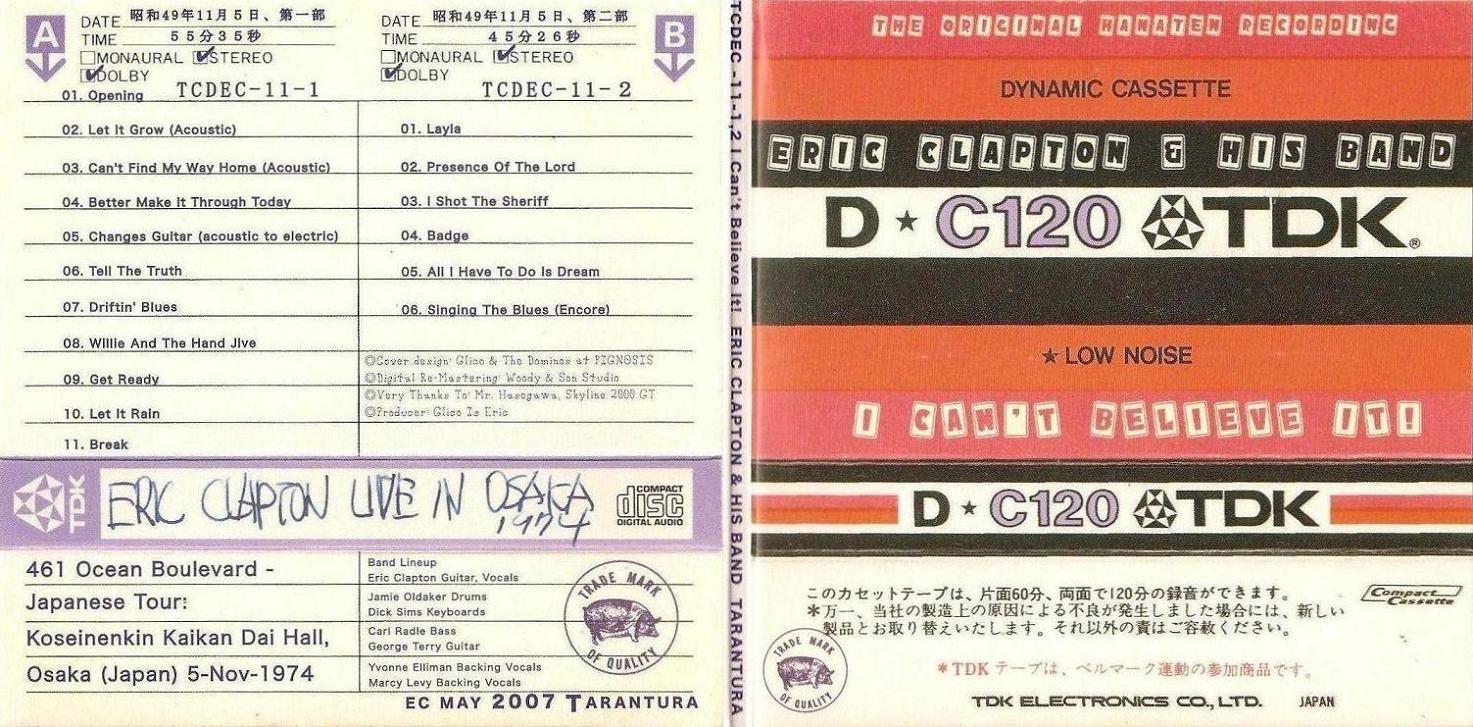 A
DATE 昭和49年11月5日、第一部
TIME 55分35秒
MONAURAL STEREO
DOLBY
TCDEC-11-1
DATE 昭和49年11月5日、第二部
TIME 45分26秒
MONAURAL STEREO
DOLBY
TCDEC-11-2
B
01. Opening
02. Let It Grow (Acoustic)
03. Can't Find My Way Home (Acoustic)
04. Better Make It Through Today
05. Changes Guitar (acoustic to electric)
06. Tell The Truth
07. Driftin' Blues
08. Willie And The Hand Jive
09. Get Ready
10. Let It Rain
11. Break
01. Layla
02. Presence Of The Lord
03. I Shot The Sheriff
04. Badge
05. All I Have To Do Is Dream
06. Singing The Blues (Encore)
◎Cover design: Glico & The Dominos at PIGNOSIS
◎Digital Re-Mastering: Woody & Son Studio
◎Very Thanks To: Mr. Hasegawa, Skyline 2000 GT
◎Producer: Glico Is Eric
TDK
ERIC CLAPTON LIVE IN OSAKA
1974
COMPACT
disc
DIGITAL AUDIO
461 Ocean Boulevard -
Japanese Tour:
Koseinenkin Kaikan Dai Hall,
Osaka (Japan) 5-Nov-1974
Band Lineup
Eric Clapton Guitar, Vocals
Jamie Oldaker Drums
Dick Sims Keyboards
Carl Radle Bass
George Terry Guitar
Yvonne Elliman Backing Vocals
Marcy Levy Backing Vocals
TRADE MARK
OF QUALITY
EC MAY 2007 TARANTURA
TCDEC -11-1,2 I Can't Believe It! ERIC CLAPTON & HIS BAND TARANTURA
THE ORIGINAL HANATEN RECORDING
DYNAMIC CASSETTE
ERIC CLAPTON & HIS BAND
D★C120 TDK®
★LOW NOISE
I CAN'T BELIEVE IT!
D★C120 TDK
このカセットテープは、片面60分、両面で120分の録音ができます。
＊万一、当社の製造上の原因による不良が発生しました場合には、新しい
製品とお取り替えいたします。それ以外の責はご容赦ください。
Compact
Cassette
TRADE MARK
OF QUALITY
＊TDKテープは、ベルマーク運動の参加商品です。
TDK ELECTRONICS CO., LTD. JAPAN